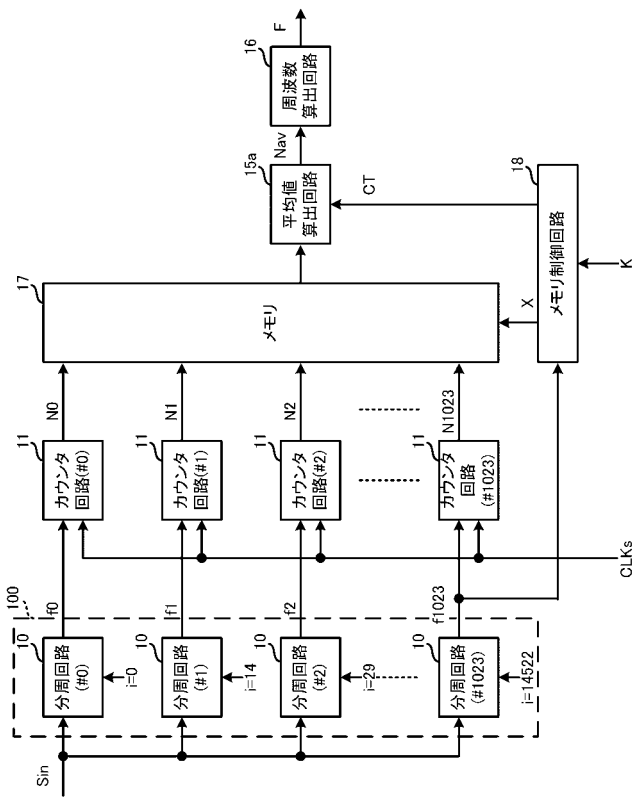 Sin
100
10
分周回路
(#0)
i=0
f0
11
カウンタ
回路(#0)
N0
10
分周回路
(#1)
i=14
f1
11
カウンタ
回路(#1)
N1
10
分周回路
(#2)
i=29
f2
11
カウンタ
回路(#2)
N2
10
分周回路
(#1023)
i=14522
f1023
11
カウンタ
回路
(#1023)
N1023
CLKs
17
メモリ
X
18
メモリ制御回路
K
CT
15a
平均値
算出回路
Nav
16
周波数
算出回路
F